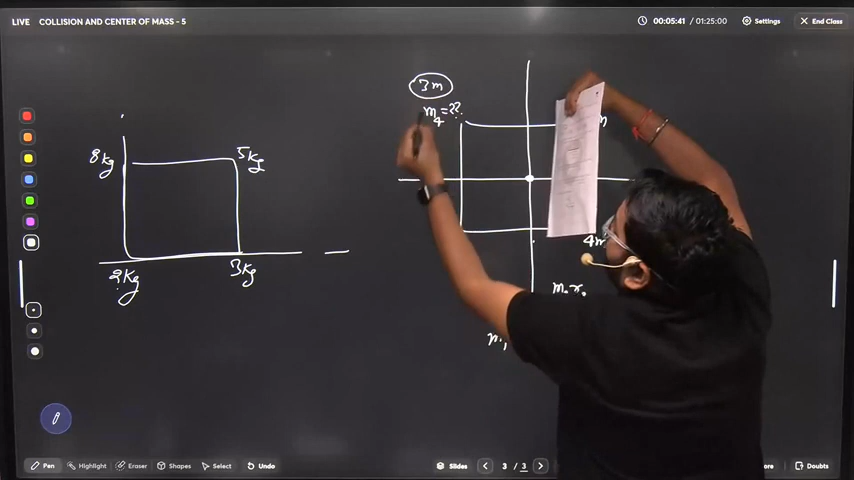 LIVE COLLISION AND CENTER OF MASS - 5
00:05:41 / 01:25:00
Settings
End Class
3m
m4 = ??
8kg
5kg
2kg
3kg
4m
m. r.
m1
Pen
Highlight
Eraser
Shapes
Select
Undo
Slides
3 / 3
Doubts